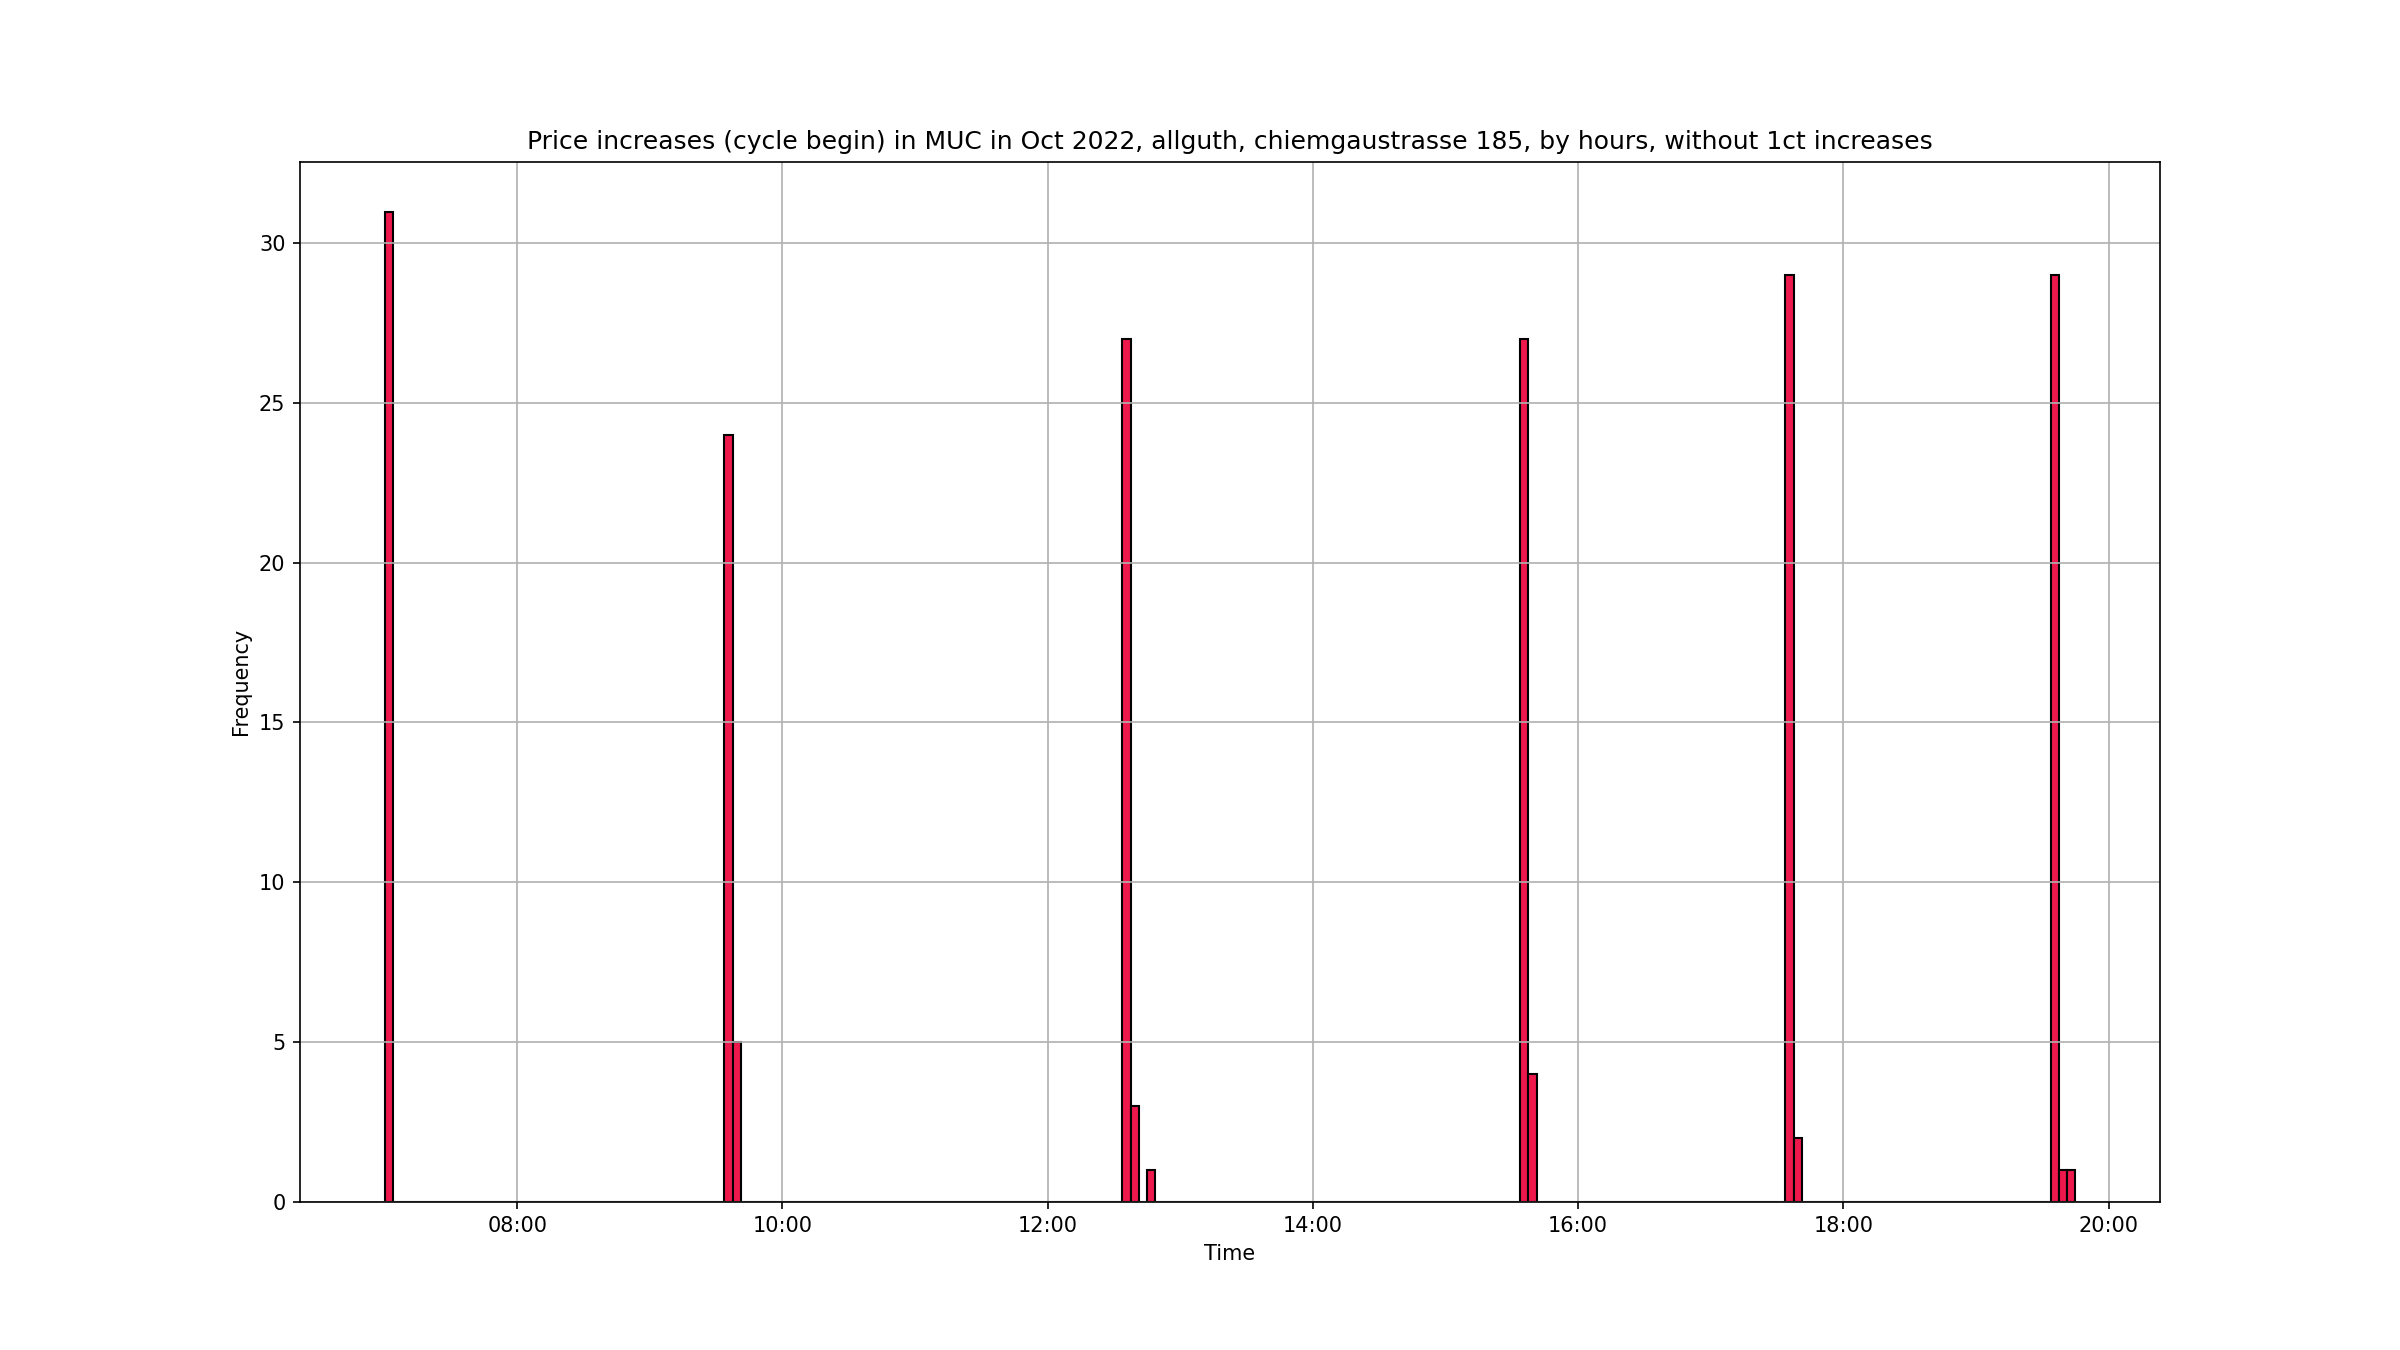 Price increases (cycle begin) in MUC in Oct 2022, allguth, chiemgaustrasse 185, by hours, without 1ct increases
30
25
20
15
10
5
0
Frequency
08:00 10:00 12:00 14:00 16:00 18:00 20:00
Time